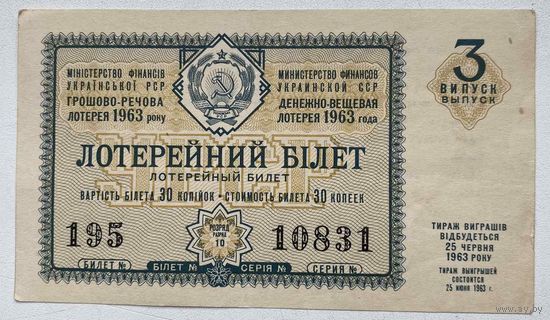 МІНІСТЕРСТВО ФІНАНСІВ
УКРАЇНСЬКОЇ РСР
ГРОШОВО-РЕЧОВА
ЛОТЕРЕЯ 1963 року
МИНИСТЕРСТВО ФИНАНСОВ
УКРАИНСКОЙ ССР
ДЕНЕЖНО-ВЕЩЕВАЯ
ЛОТЕРЕЯ 1963 года
3
ВИПУСК
ВЫПУСК
ЛОТЕРЕЙНИЙ БІЛЕТ
ЛОТЕРЕЙНЫЙ БИЛЕТ
ВАРТІСТЬ БІЛЕТА 30 КОПІЙОК - СТОИМОСТЬ БИЛЕТА 30 КОПЕЕК
195
РОЗРЯД
РАЗРЯД
10
10831
БИЛЕТ № БІЛЕТ № СЕРІЯ № СЕРИЯ №
ТИРАЖ ВИГРАШІВ
ВІДБУДЕТЬСЯ
25 ЧЕРВНЯ
1963 РОКУ
ТИРАЖ ВЫИГРЫШЕЙ
СОСТОИТСЯ
25 ИЮНЯ 1963 г.
www.ay.by